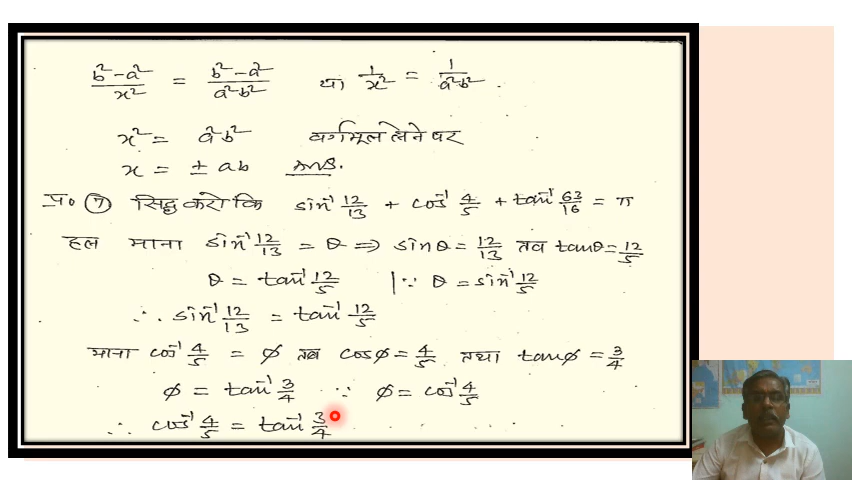 b²-a²/x² = b²-a²/a²b² या 1/x² = 1/a²b².
x² = a²b² वर्गमूल लेने पर
x = ± ab Ans.
प्र० ⑦ सिद्ध करो कि sin⁻¹ 12/13 + cos⁻¹ 4/5 + tan⁻¹ 63/16 = π
हल माना sin⁻¹ 12/13 = θ ⇒ sinθ = 12/13 तब tanθ = 12/5
θ = tan⁻¹ 12/5 | ∵ θ = sin⁻¹ 12/5
∴ sin⁻¹ 12/13 = tan⁻¹ 12/5
माना cos⁻¹ 4/5 = φ तब cosφ = 4/5 तथा tanφ = 3/4
φ = tan⁻¹ 3/4 ∵ φ = cos⁻¹ 4/5
∴ cos⁻¹ 4/5 = tan⁻¹ 3/4